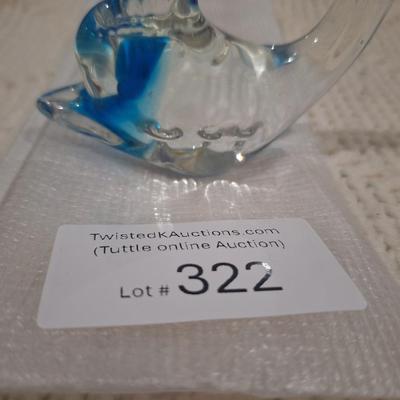 TwistedKAuctions.com
(Tuttle online Auction)
Lot # 322